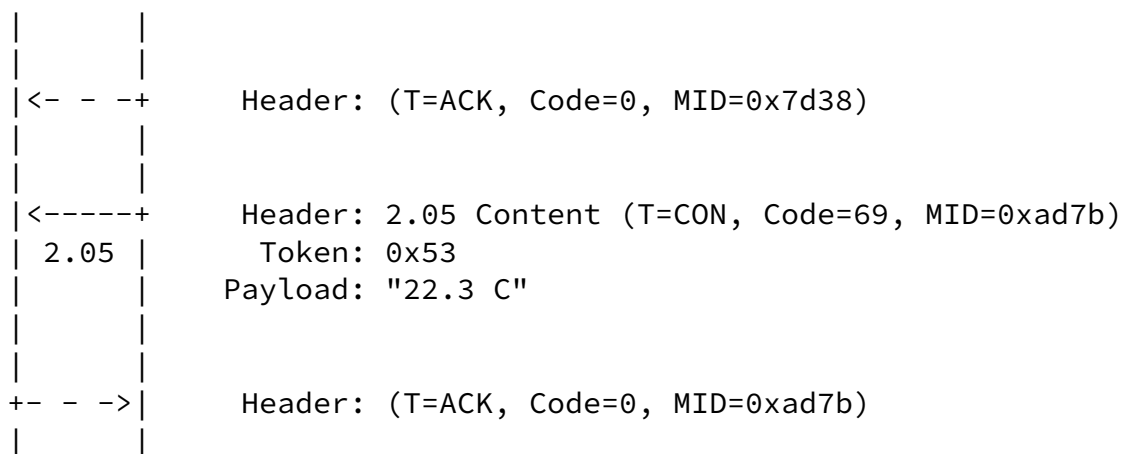 |       |
|       |
|<- - -+     Header: (T=ACK, Code=0, MID=0x7d38)
|       |
|       |
|<-----+     Header: 2.05 Content (T=CON, Code=69, MID=0xad7b)
| 2.05 |      Token: 0x53
|       |    Payload: "22.3 C"
|       |
|       |
+- - ->|     Header: (T=ACK, Code=0, MID=0xad7b)
|       |